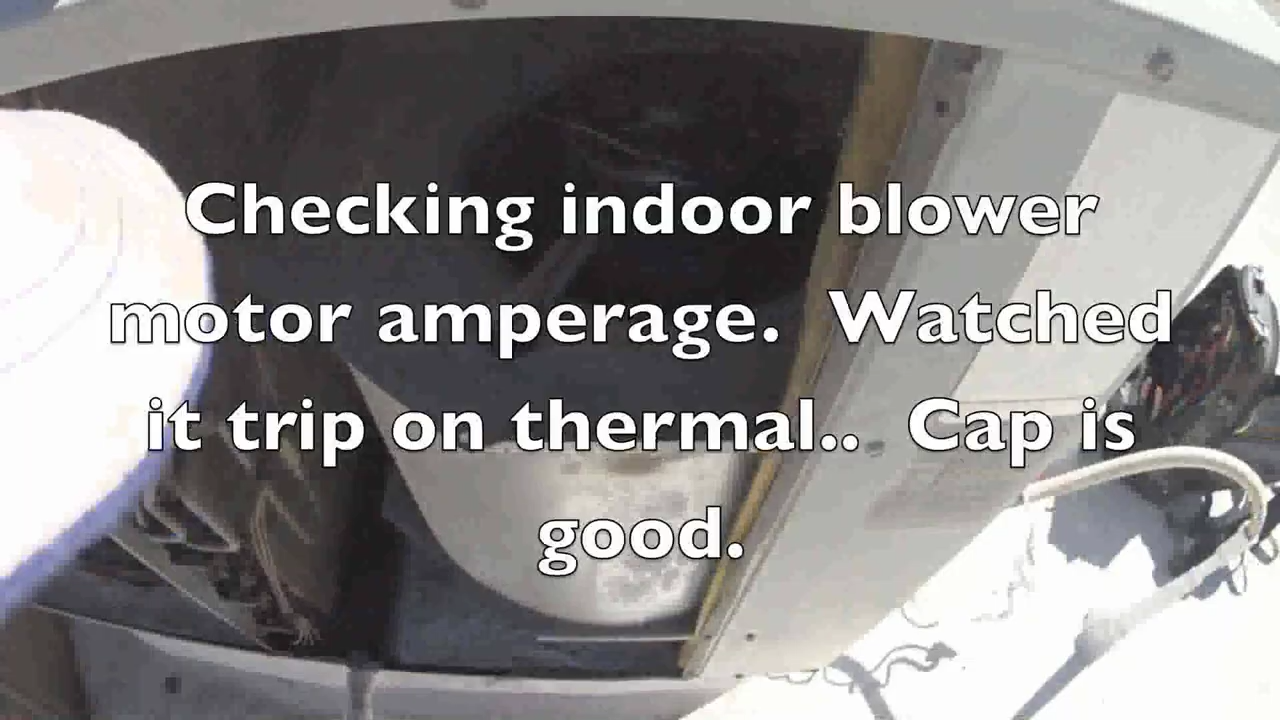 Checking indoor blower
motor amperage.  Watched
it trip on thermal..  Cap is
good.